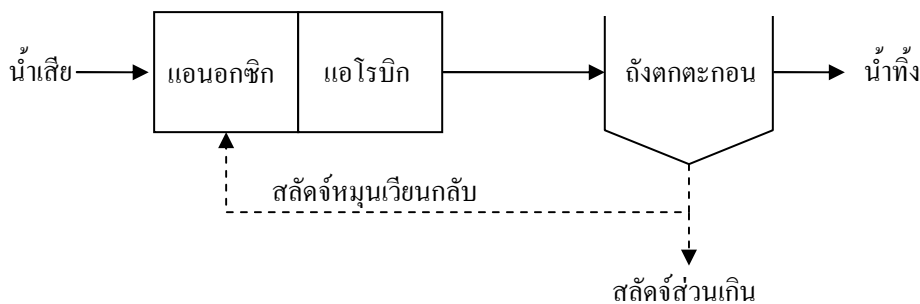 น้ำเสีย
แอนอกซิก
แอโรบิก
ถังตกตะกอน
น้ำทิ้ง
สลัดจ์หมุนเวียนกลับ
สลัดจ์ส่วนเกิน